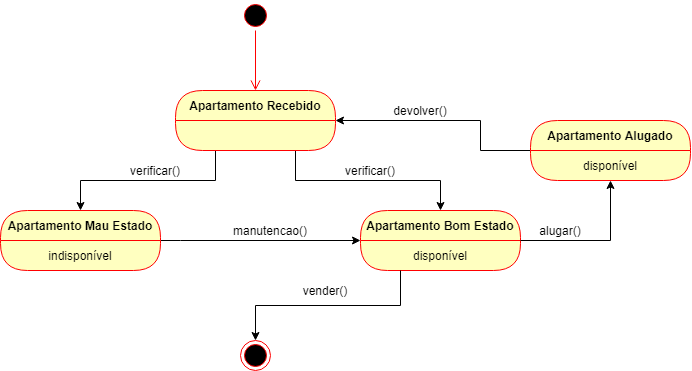 Apartamento Recebido
devolver()
Apartamento Alugado
disponível
verificar()
verificar()
Apartamento Mau Estado
indisponível
manutencao()
Apartamento Bom Estado
disponível
alugar()
vender()